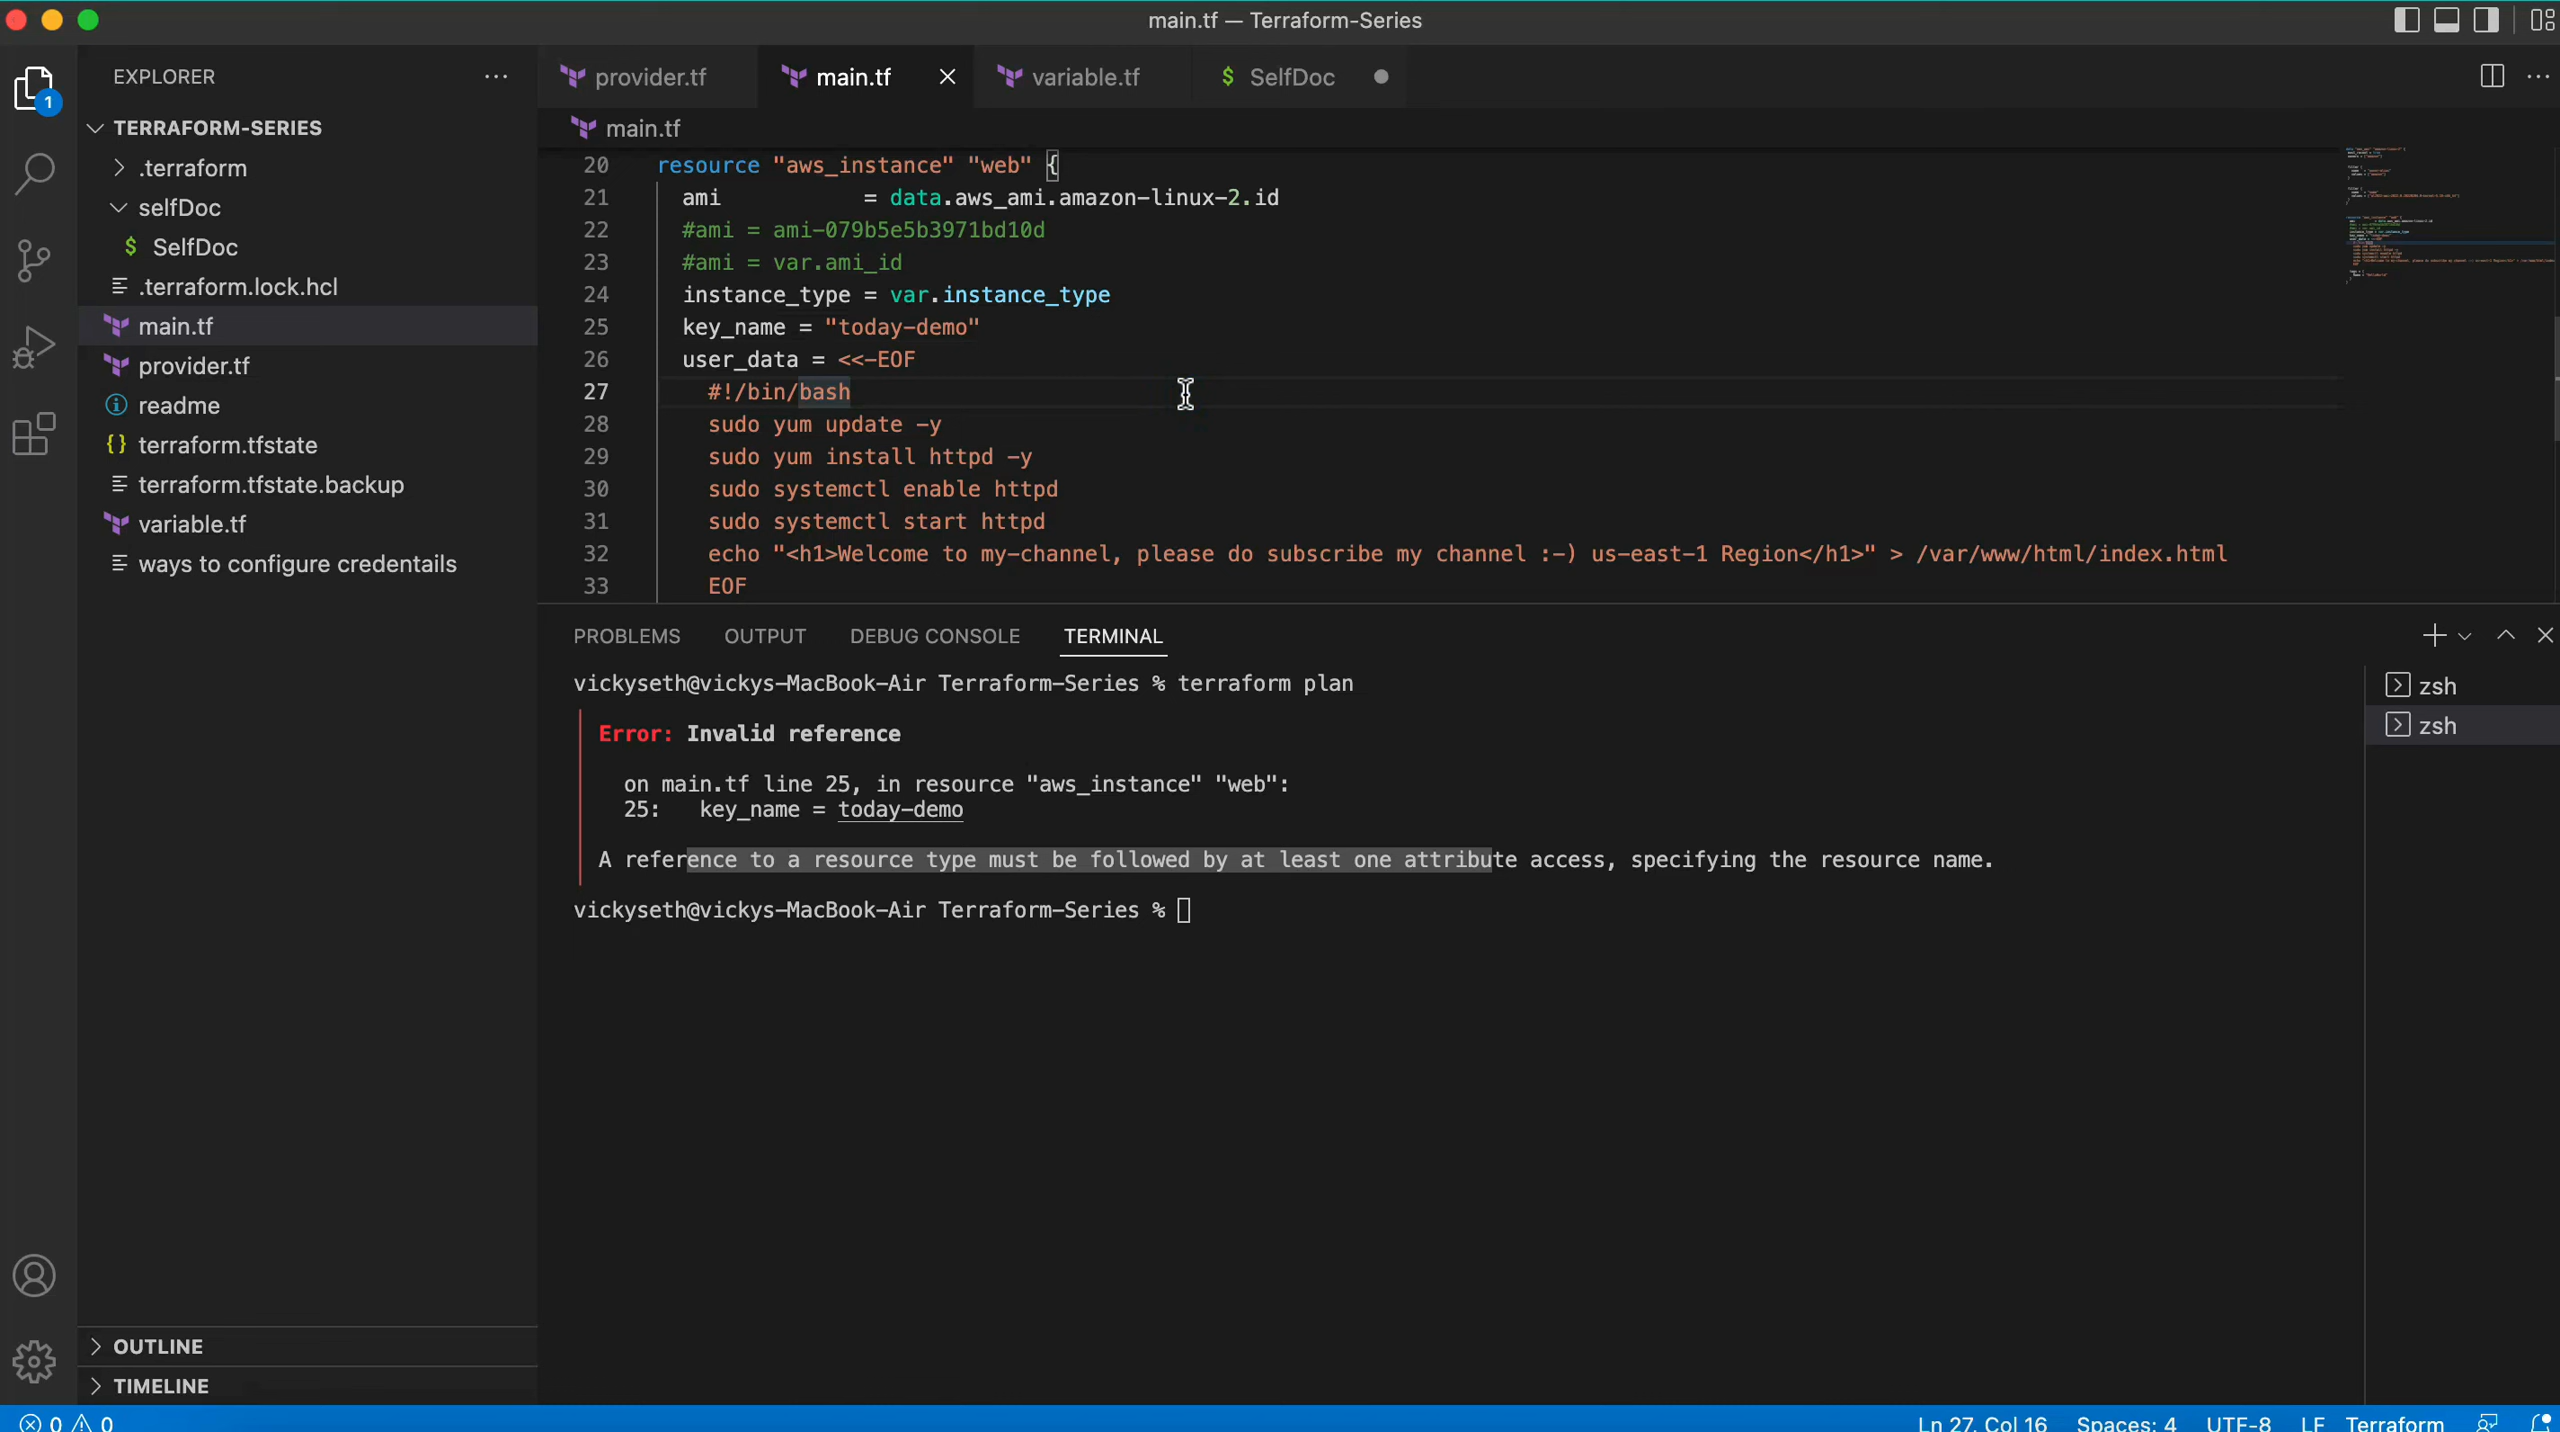 main.tf — Terraform-Series
EXPLORER
provider.tf
main.tf
variable.tf
$ SelfDoc
1
TERRAFORM-SERIES
.terraform
selfDoc
$ SelfDoc
.terraform.lock.hcl
main.tf
provider.tf
readme
{} terraform.tfstate
terraform.tfstate.backup
variable.tf
ways to configure credentails
OUTLINE
TIMELINE
main.tf
20 resource "aws_instance" "web" {
21 ami = data.aws_ami.amazon-linux-2.id
22 #ami = ami-079b5e5b3971bd10d
23 #ami = var.ami_id
24 instance_type = var.instance_type
25 key_name = "today-demo"
26 user_data = <<-EOF
27 #!/bin/bash
28 sudo yum update -y
29 sudo yum install httpd -y
30 sudo systemctl enable httpd
31 sudo systemctl start httpd
32 echo "<h1>Welcome to my-channel, please do subscribe my channel :-) us-east-1 Region</h1>" > /var/www/html/index.html
33 EOF
PROBLEMS OUTPUT DEBUG CONSOLE TERMINAL
vickyseth@vickys-MacBook-Air Terraform-Series % terraform plan
Error: Invalid reference
on main.tf line 25, in resource "aws_instance" "web":
25: key_name = today-demo
A reference to a resource type must be followed by at least one attribute access, specifying the resource name.
vickyseth@vickys-MacBook-Air Terraform-Series %
zsh
zsh
0 0
Ln 27, Col 16 Spaces: 4 UTF-8 LF Terraform